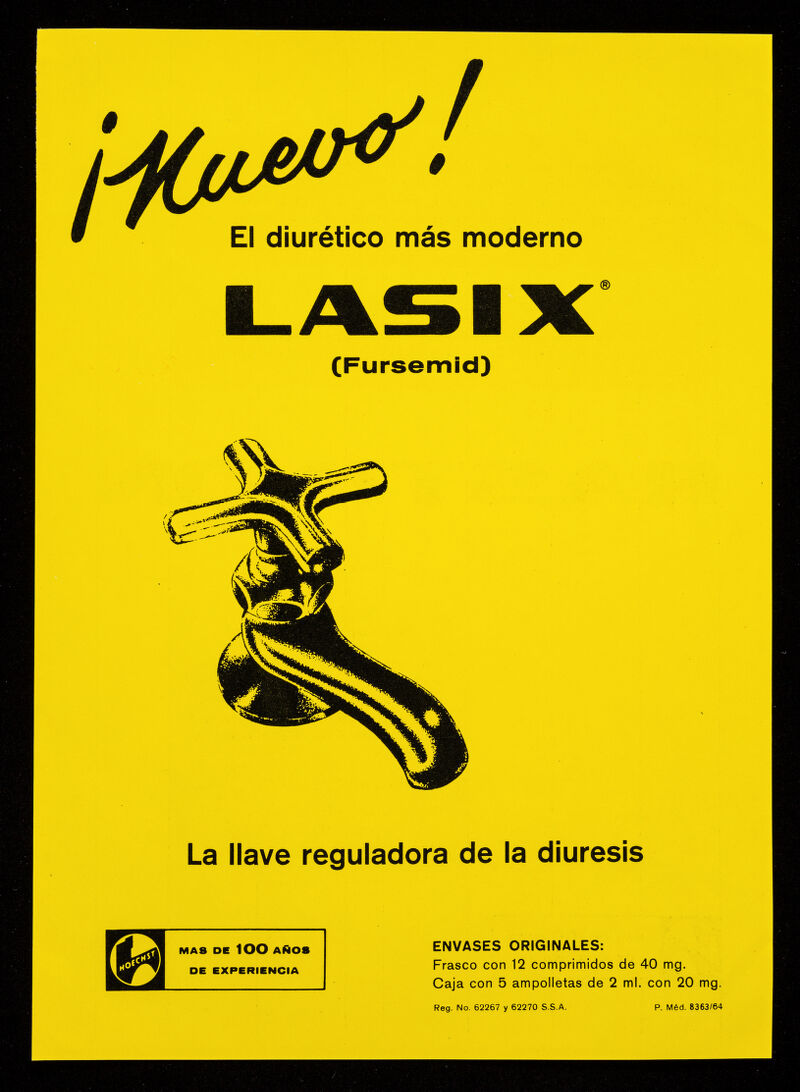 ¡Nuevo!
El diurético más moderno
LASIX®
(Fursemid)
La llave reguladora de la diuresis
HOECHST
MAS DE 100 AÑOS
DE EXPERIENCIA
ENVASES ORIGINALES:
Frasco con 12 comprimidos de 40 mg.
Caja con 5 ampolletas de 2 ml. con 20 mg.
Reg. No. 62267 y 62270 S.S.A. P. Méd. 8363/64